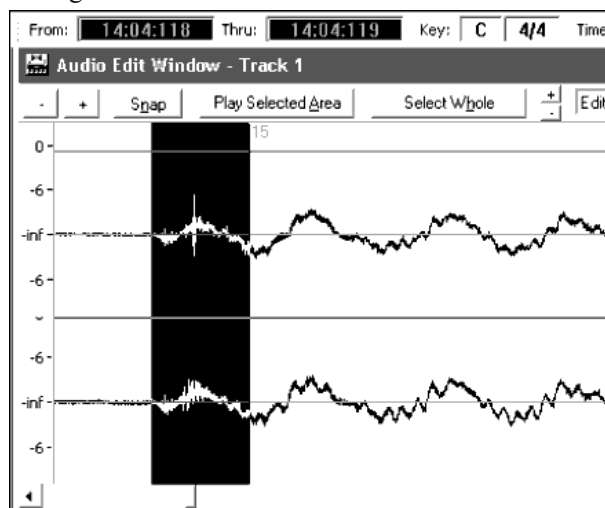 From: 14:04:118 Thru: 14:04:119 Key: C 4/4 Time
Audio Edit Window - Track 1
- + Snap Play Selected Area Select Whole + - Edit
15
0
-6
-inf
-6
-6
-inf
-6